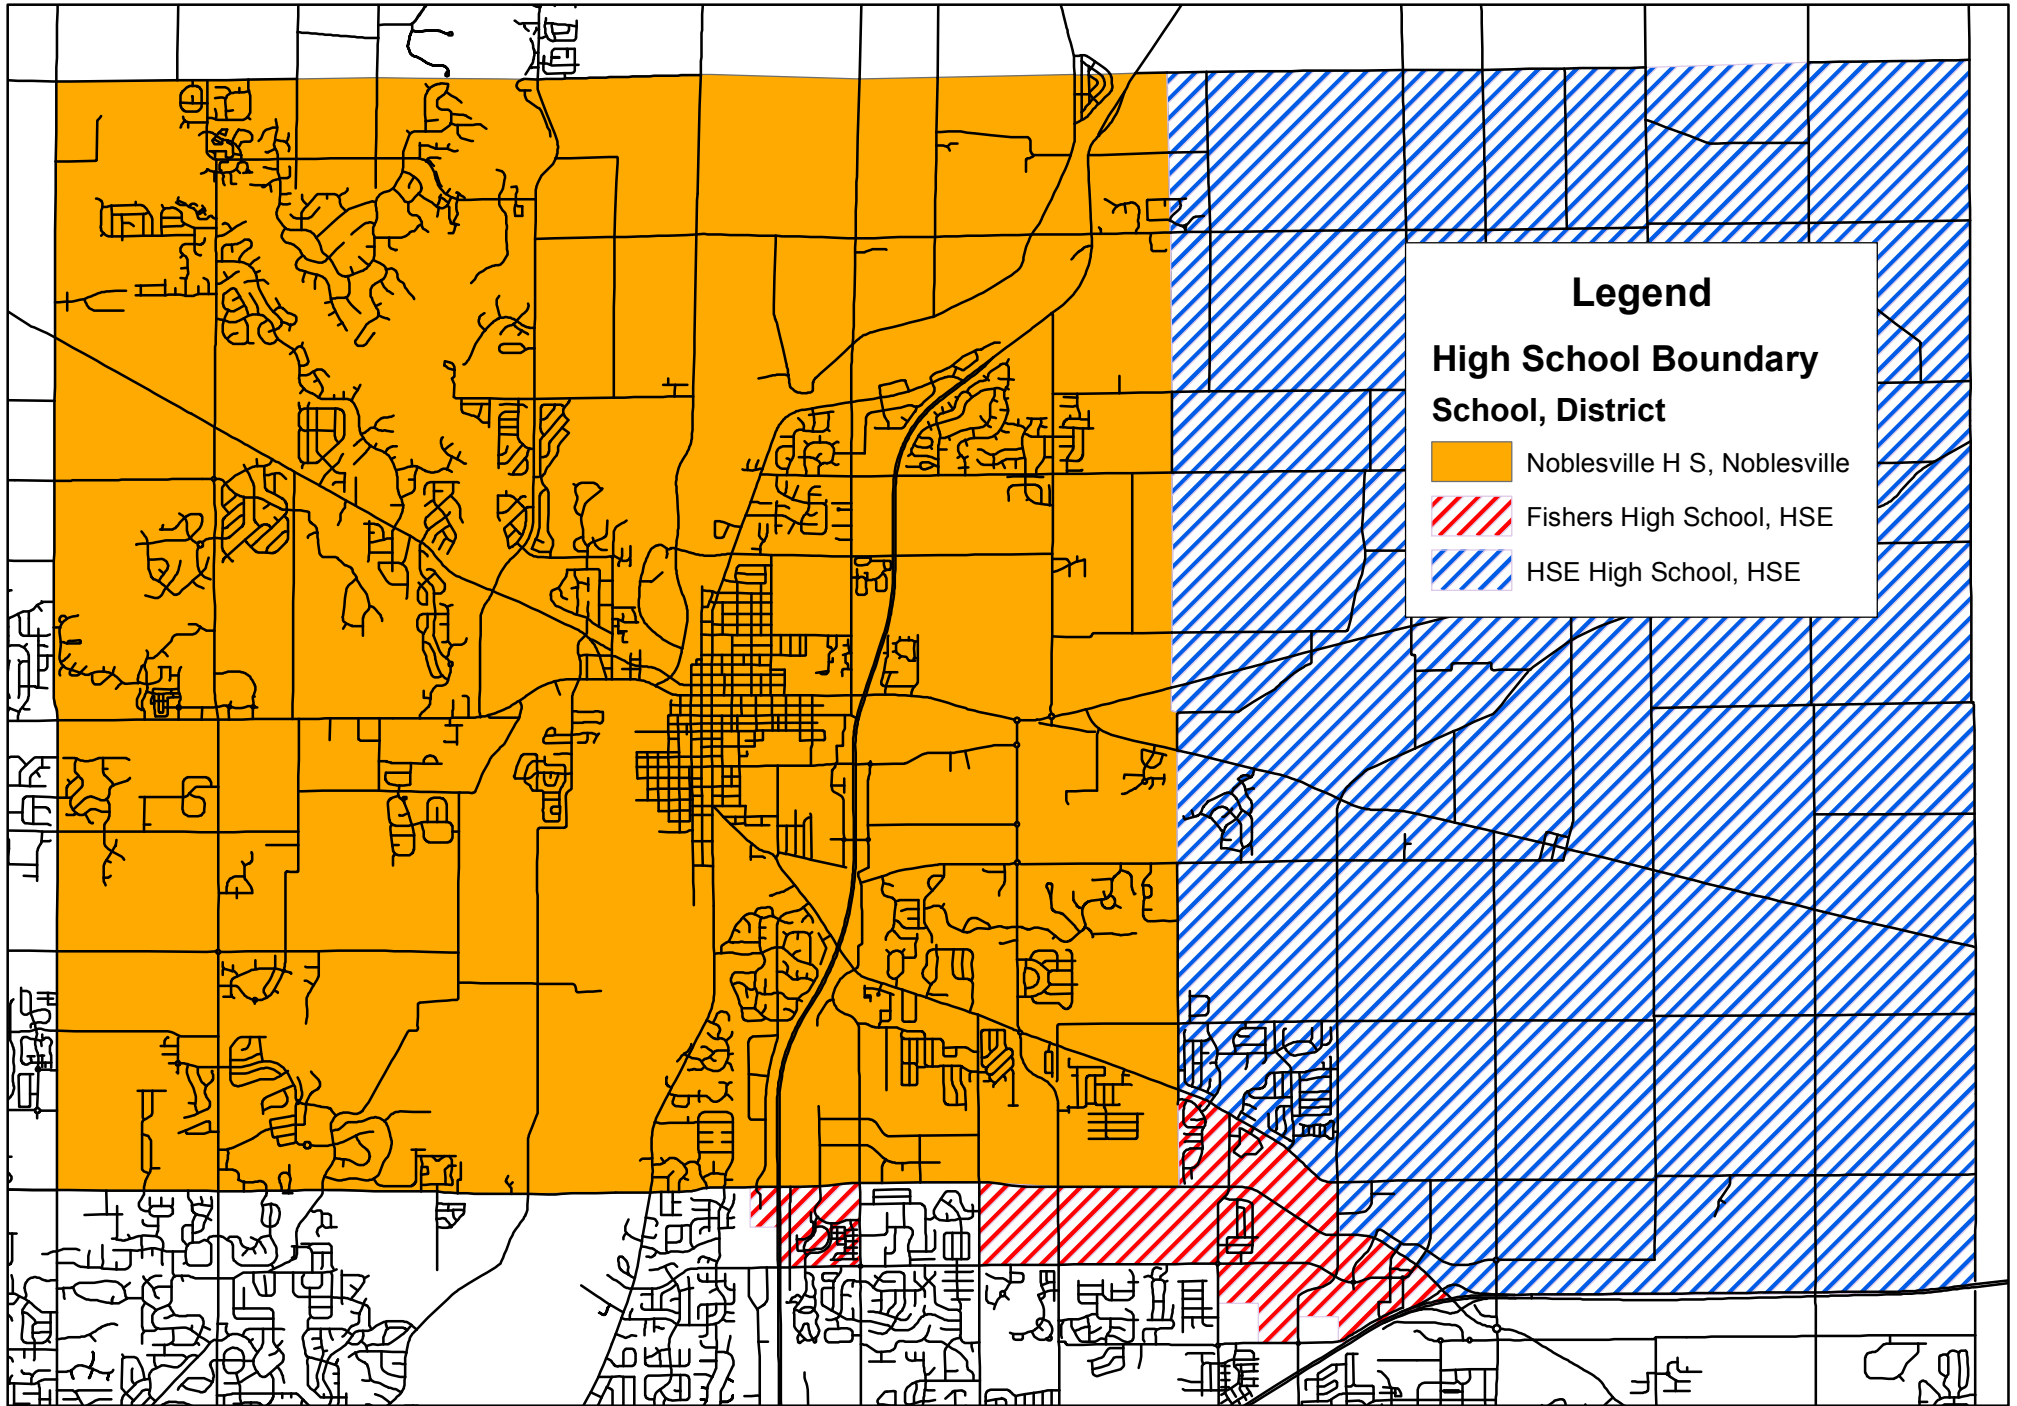 Legend
High School Boundary
School, District
Noblesville H S, Noblesville
Fishers High School, HSE
HSE High School, HSE